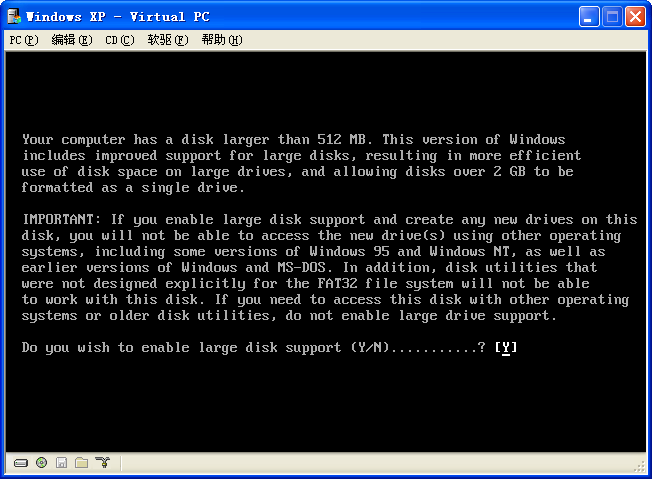 Windows XP - Virtual PC
PC(P) 编辑(E) CD(C) 软驱(F) 帮助(H)
Your computer has a disk larger than 512 MB. This version of Windows
includes improved support for large disks, resulting in more efficient
use of disk space on large drives, and allowing disks over 2 GB to be
formatted as a single drive.
IMPORTANT: If you enable large disk support and create any new drives on this
disk, you will not be able to access the new drive(s) using other operating
systems, including some versions of Windows 95 and Windows NT, as well as
earlier versions of Windows and MS-DOS. In addition, disk utilities that
were not designed explicitly for the FAT32 file system will not be able
to work with this disk. If you need to access this disk with other operating
systems or older disk utilities, do not enable large drive support.
Do you wish to enable large disk support (Y/N)...........? [Y]